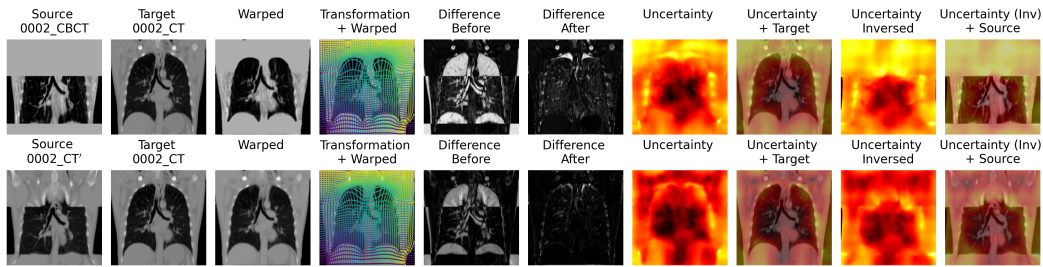 Source
0002_CBCT
Target
0002_CT
Warped
Transformation
+ Warped
Difference
Before
Difference
After
Uncertainty
Uncertainty
+ Target
Uncertainty
Inversed
Uncertainty (Inv)
+ Source
Source
0002_CT′
Target
0002_CT
Warped
Transformation
+ Warped
Difference
Before
Difference
After
Uncertainty
Uncertainty
+ Target
Uncertainty
Inversed
Uncertainty (Inv)
+ Source